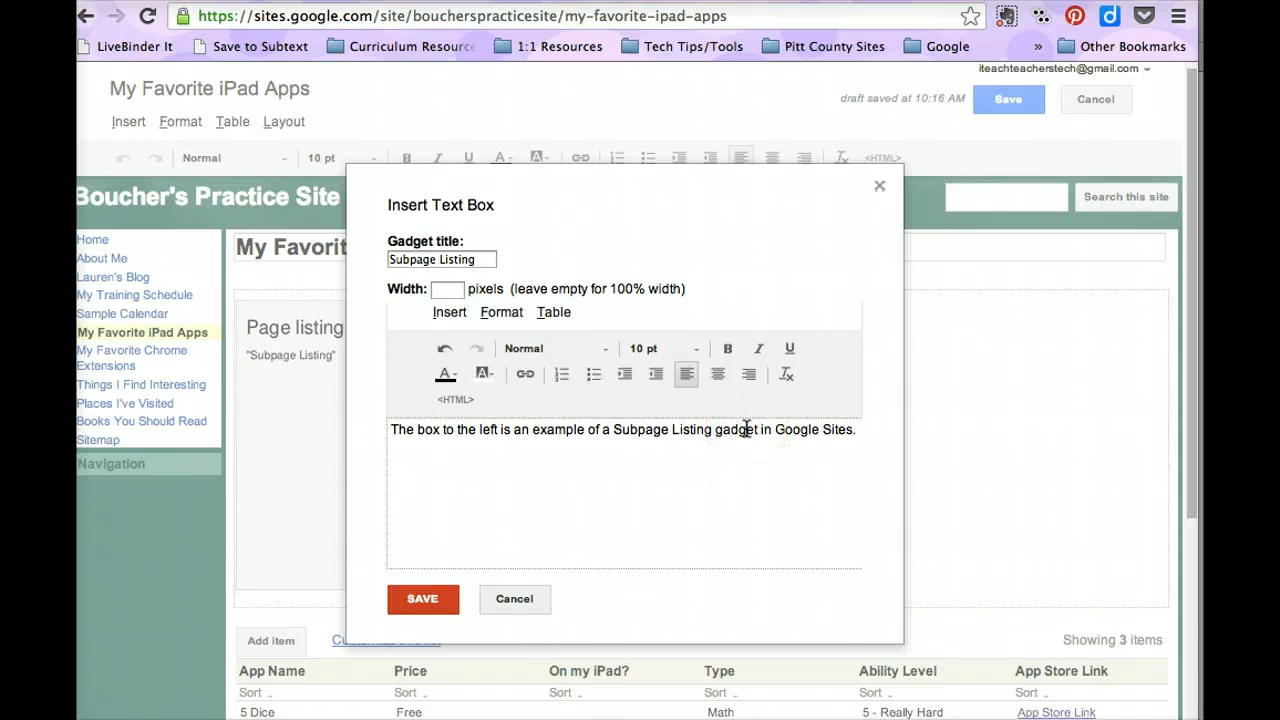 https://sites.google.com/site/boucherspracticesite/my-favorite-ipad-apps
LiveBinder It Save to Subtext Curriculum Resourc 1:1 Resources Tech Tips/Tools Pitt County Sites Google » Other Bookmarks
iteachteacherstech@gmail.com
My Favorite iPad Apps
draft saved at 10:16 AM Save Cancel
Insert Format Table Layout
Normal 10 pt B I U A A <HTML>
Boucher's Practice Site
Search this site
Home
About Me
Lauren's Blog
My Training Schedule
Sample Calendar
My Favorite iPad Apps
My Favorite Chrome
Extensions
Things I Find Interesting
Places I've Visited
Books You Should Read
Sitemap
Navigation
My Favorit
Page listing
"Subpage Listing"
Insert Text Box
Gadget title:
Subpage Listing
Width: pixels (leave empty for 100% width)
Insert Format Table
Normal 10 pt B I U
A A
<HTML>
The box to the left is an example of a Subpage Listing gadget in Google Sites.
SAVE Cancel
Add item
Showing 3 items
App Name Price On my iPad? Type Ability Level App Store Link
Sort Sort Sort Sort Sort Sort
5 Dice Free Math 5 - Really Hard App Store Link